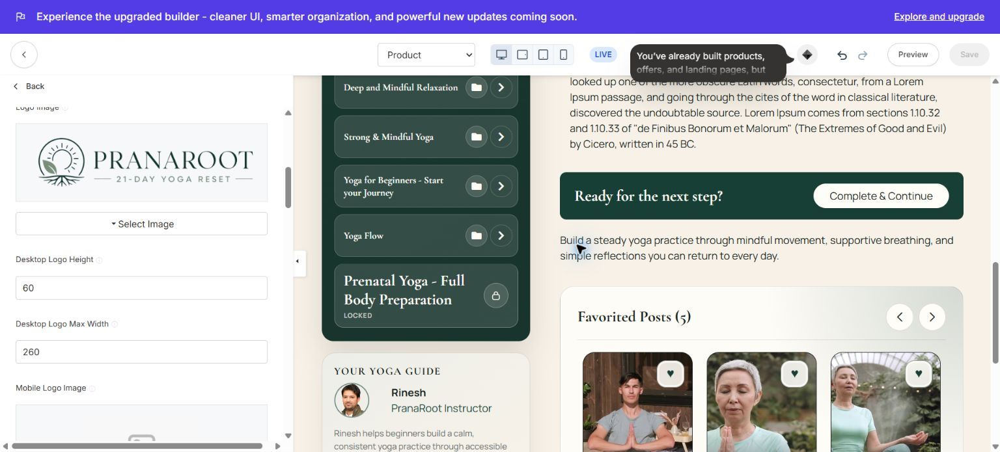 Experience the upgraded builder - cleaner UI, smarter organization, and powerful new updates coming soon.
Explore and upgrade
Product
LIVE
You've already built products,
offers, and landing pages, but
Preview
Save
Back
Logo Image
PRANAROOT
21-DAY YOGA RESET
Select Image
Desktop Logo Height
60
Desktop Logo Max Width
260
Mobile Logo Image
Deep and Mindful Relaxation
Strong & Mindful Yoga
Yoga for Beginners - Start
your Journey
Yoga Flow
Prenatal Yoga - Full
Body Preparation
LOCKED
YOUR YOGA GUIDE
Rinesh
PranaRoot Instructor
Rinesh helps beginners build a calm,
consistent yoga practice through accessible
looked up one of the more obscure Latin words, consectetur, from a Lorem
Ipsum passage, and going through the cites of the word in classical literature,
discovered the undoubtable source. Lorem Ipsum comes from sections 1.10.32
and 1.10.33 of "de Finibus Bonorum et Malorum" (The Extremes of Good and Evil)
by Cicero, written in 45 BC.
Ready for the next step?
Complete & Continue
Build a steady yoga practice through mindful movement, supportive breathing, and
simple reflections you can return to every day.
Favorited Posts (5)